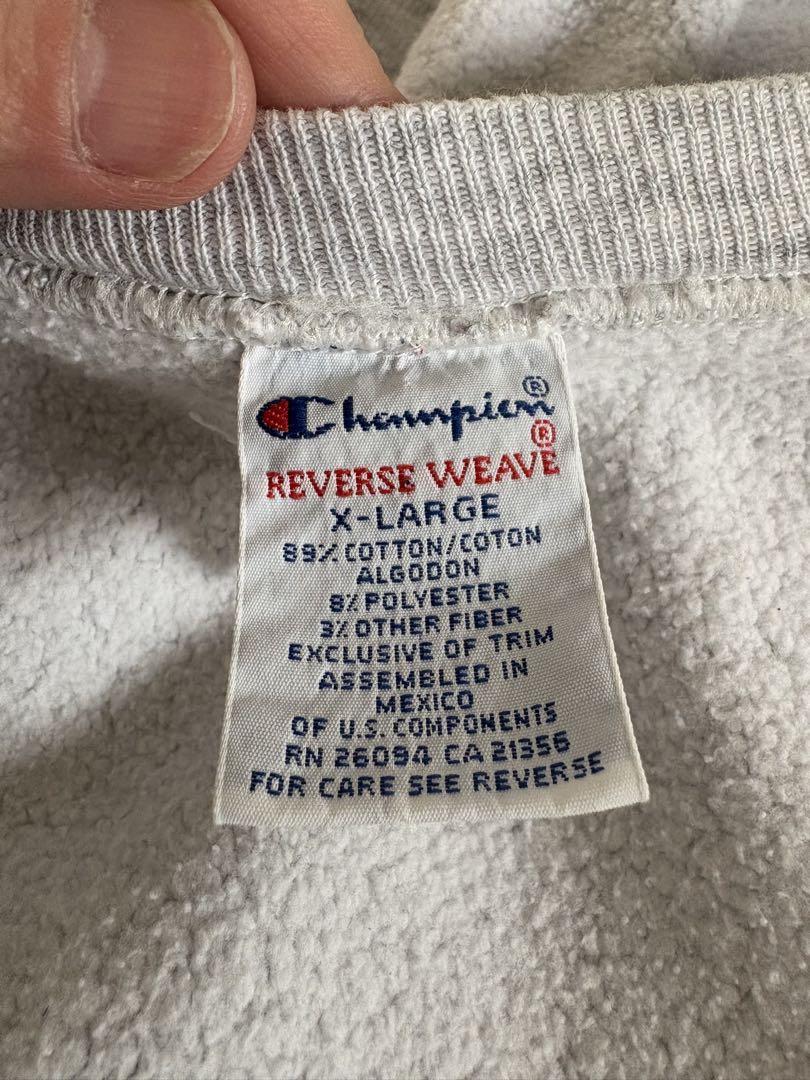 Champion®
REVERSE WEAVE®
X-LARGE
89% COTTON/COTON
ALGODON
8% POLYESTER
3% OTHER FIBER
EXCLUSIVE OF TRIM
ASSEMBLED IN
MEXICO
OF U.S. COMPONENTS
RN 26094 CA 21356
FOR CARE SEE REVERSE